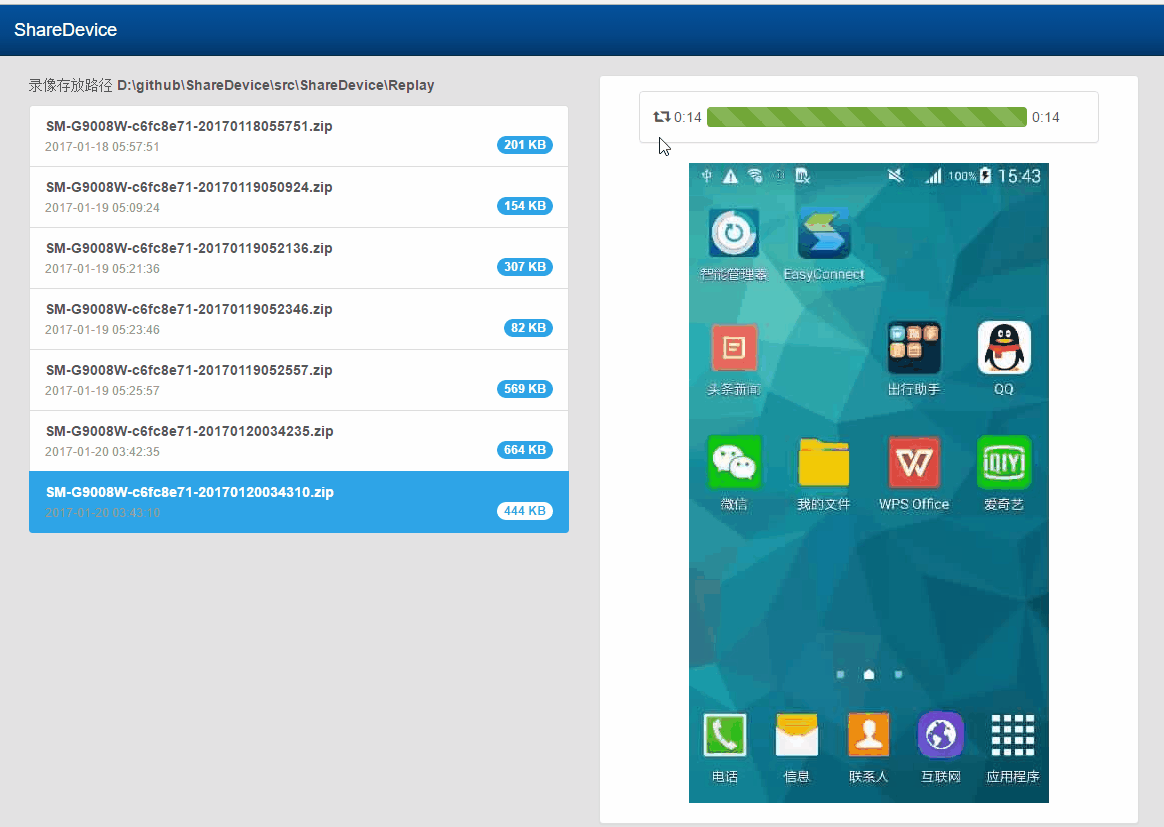 ShareDevice
录像存放路径 D:\github\ShareDevice\src\ShareDevice\Replay
SM-G9008W-c6fc8e71-20170118055751.zip
2017-01-18 05:57:51
201 KB
SM-G9008W-c6fc8e71-20170119050924.zip
2017-01-19 05:09:24
154 KB
SM-G9008W-c6fc8e71-20170119052136.zip
2017-01-19 05:21:36
307 KB
SM-G9008W-c6fc8e71-20170119052346.zip
2017-01-19 05:23:46
82 KB
SM-G9008W-c6fc8e71-20170119052557.zip
2017-01-19 05:25:57
569 KB
SM-G9008W-c6fc8e71-20170120034235.zip
2017-01-20 03:42:35
664 KB
SM-G9008W-c6fc8e71-20170120034310.zip
2017-01-20 03:43:10
444 KB
0:14 0:14
100% 15:43
智能管理器 EasyConnect
头条新闻 出行助手 QQ
iQIYI
微信 我的文件 WPS Office 爱奇艺
电话 信息 联系人 互联网 应用程序